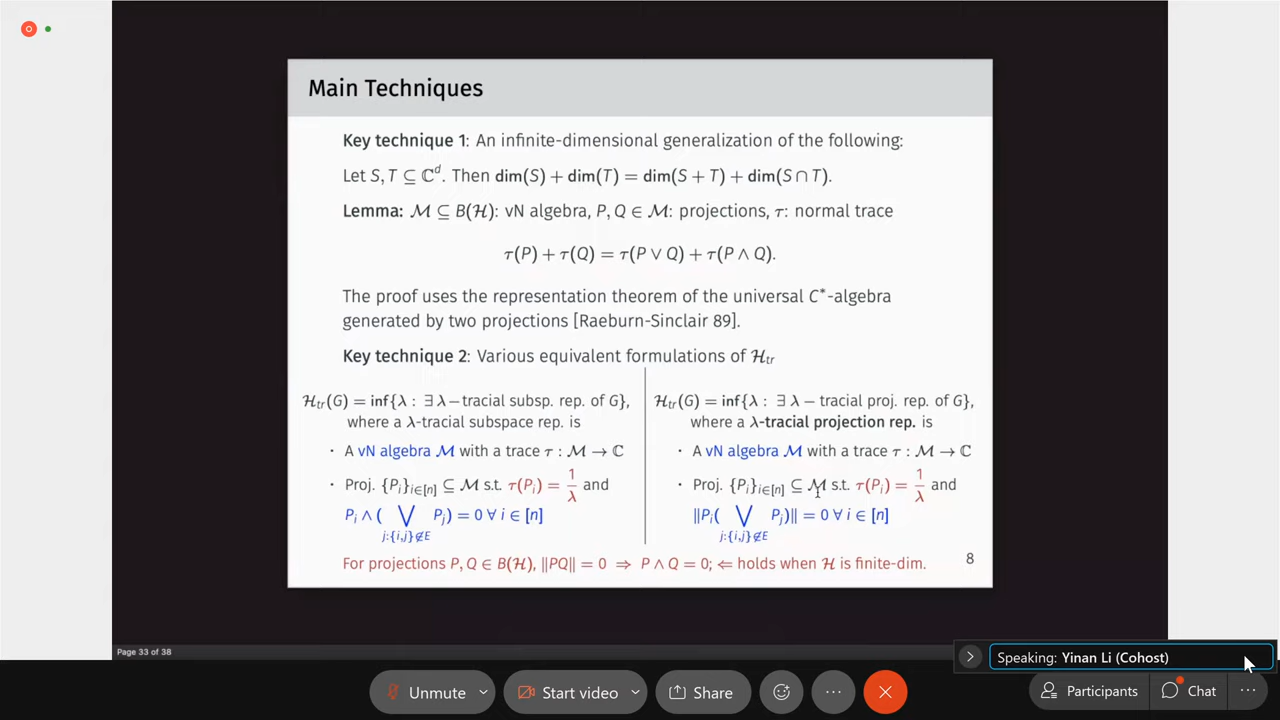 Main Techniques
Key technique 1: An infinite-dimensional generalization of the following:
Let S, T ⊆ ℂᵈ. Then dim(S) + dim(T) = dim(S + T) + dim(S ∩ T).
Lemma: ℳ ⊆ B(ℋ): vN algebra, P, Q ∈ ℳ: projections, τ: normal trace
τ(P) + τ(Q) = τ(P ∨ Q) + τ(P ∧ Q).
The proof uses the representation theorem of the universal C*-algebra
generated by two projections [Raeburn-Sinclair 89].
Key technique 2: Various equivalent formulations of ℋ_tr
ℋ_tr(G) = inf{λ : ∃ λ−tracial subsp. rep. of G},
where a λ-tracial subspace rep. is
· A vN algebra ℳ with a trace τ : ℳ → ℂ
· Proj. {P_i}_{i∈[n]} ⊆ ℳ s.t. τ(P_i) = 1/λ and
P_i ∧ ( ⋁_{j:{i,j}∉E} P_j) = 0 ∀ i ∈ [n]
ℋ_tr(G) = inf{λ : ∃ λ − tracial proj. rep. of G},
where a λ-tracial projection rep. is
· A vN algebra ℳ with a trace τ : ℳ → ℂ
· Proj. {P_i}_{i∈[n]} ⊆ ℳ s.t. τ(P_i) = 1/λ and
‖P_i( ⋁_{j:{i,j}∉E} P_j)‖ = 0 ∀ i ∈ [n]
For projections P, Q ∈ B(ℋ), ‖PQ‖ = 0 ⇒ P ∧ Q = 0; ⇐ holds when ℋ is finite-dim.
8
Page 33 of 38
Speaking: Yinan Li (Cohost)
Unmute
Start video
Share
Participants
Chat